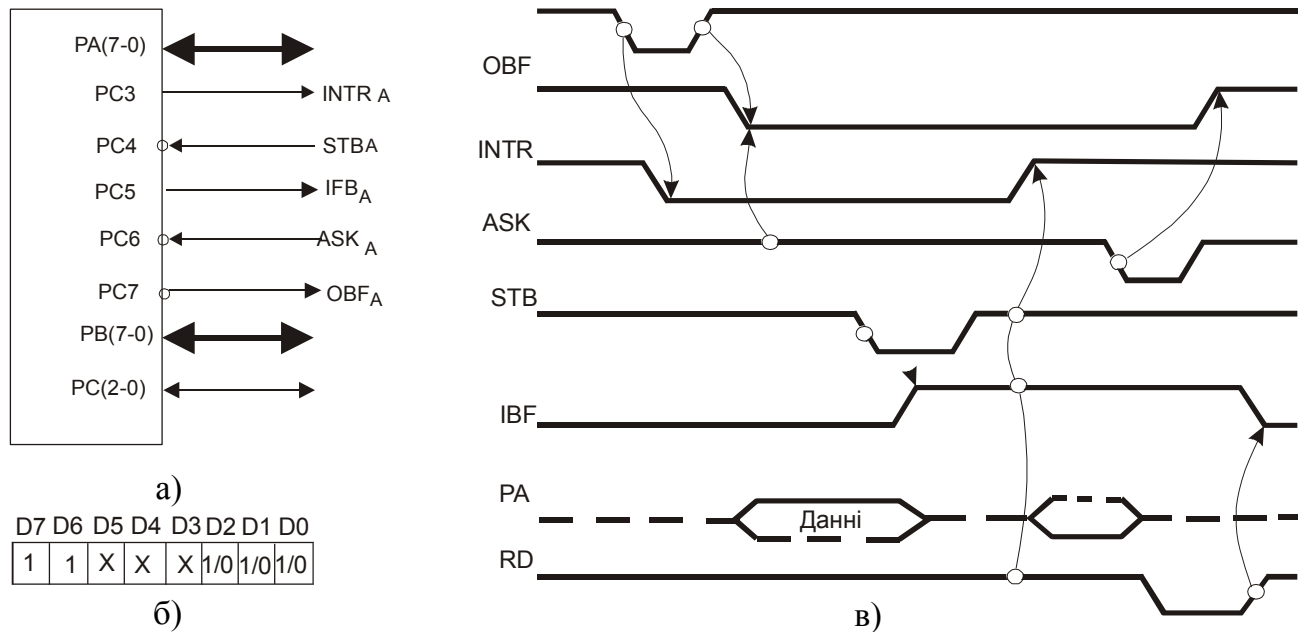 PA(7-0)
PC3
INTR A
PC4
STBA
PC5
IFBA
PC6
ASK A
PC7
OBFA
PB(7-0)
PC(2-0)
а)
D7 D6 D5 D4 D3 D2 D1 D0
1 1 X X X 1/0 1/0 1/0
б)
OBF
INTR
ASK
STB
IBF
PA
Данні
RD
в)